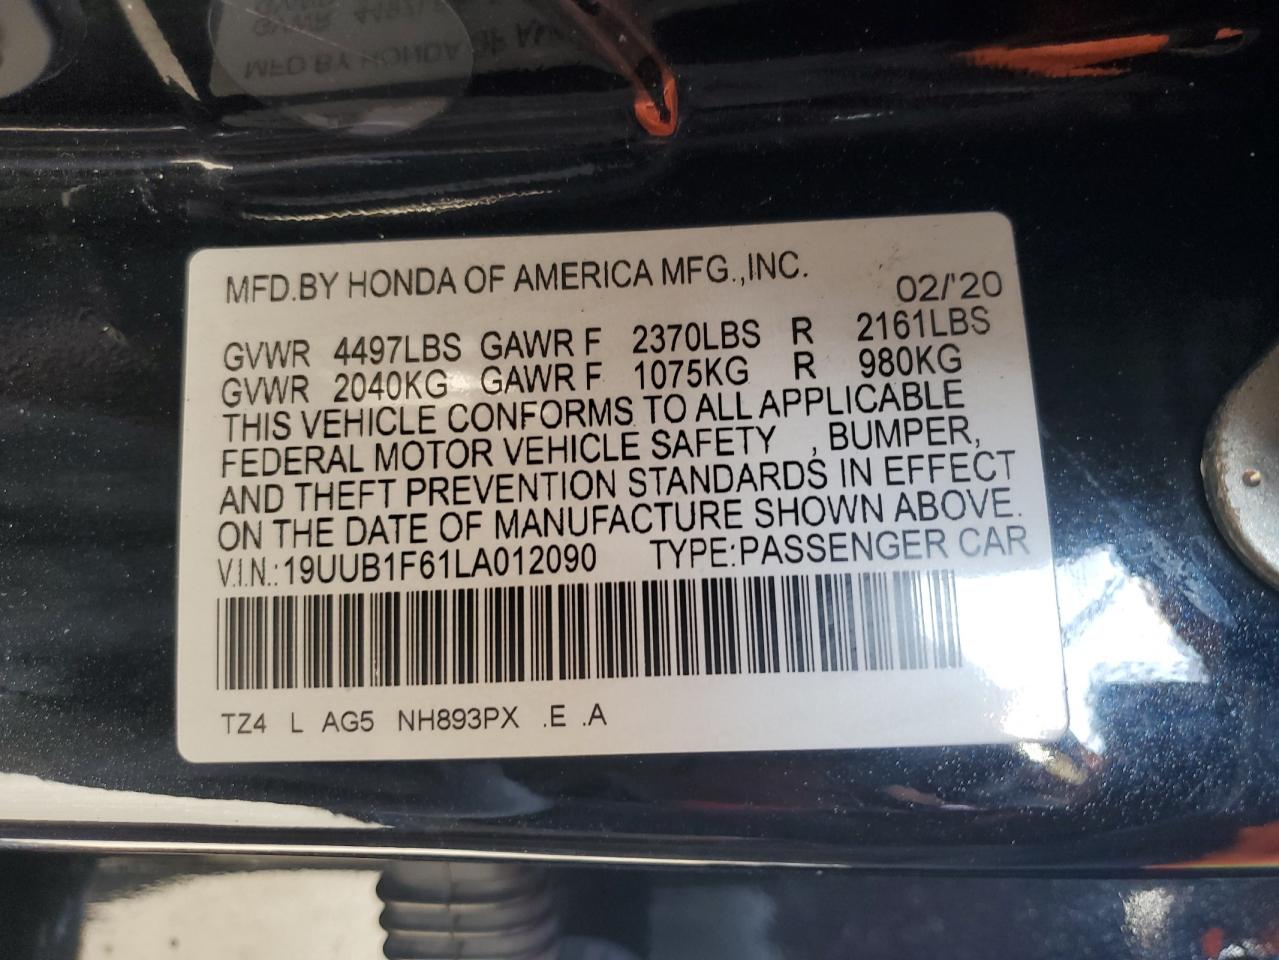 MFD.BY HONDA OF AMERICA MFG.,INC. 02/'20
GVWR 4497LBS GAWR F 2370LBS R 2161LBS
GVWR 2040KG GAWR F 1075KG R 980KG
THIS VEHICLE CONFORMS TO ALL APPLICABLE
FEDERAL MOTOR VEHICLE SAFETY , BUMPER,
AND THEFT PREVENTION STANDARDS IN EFFECT
ON THE DATE OF MANUFACTURE SHOWN ABOVE.
V.I.N.: 19UUB1F61LA012090 TYPE:PASSENGER CAR
TZ4 L AG5 NH893PX .E .A